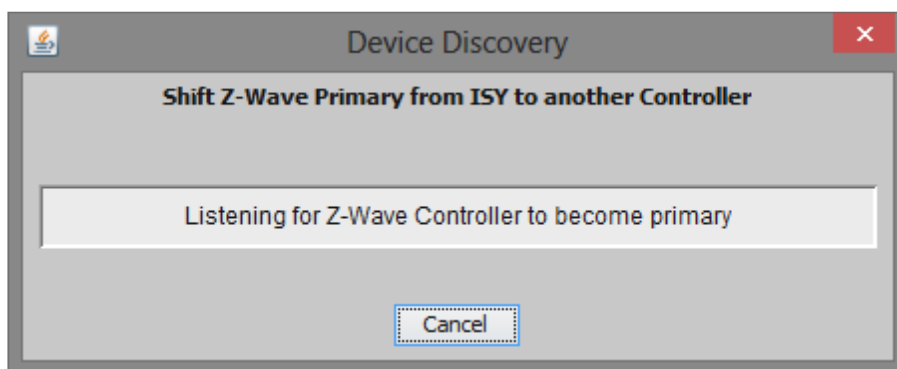 Device Discovery
Shift Z-Wave Primary from ISY to another Controller
Listening for Z-Wave Controller to become primary
Cancel